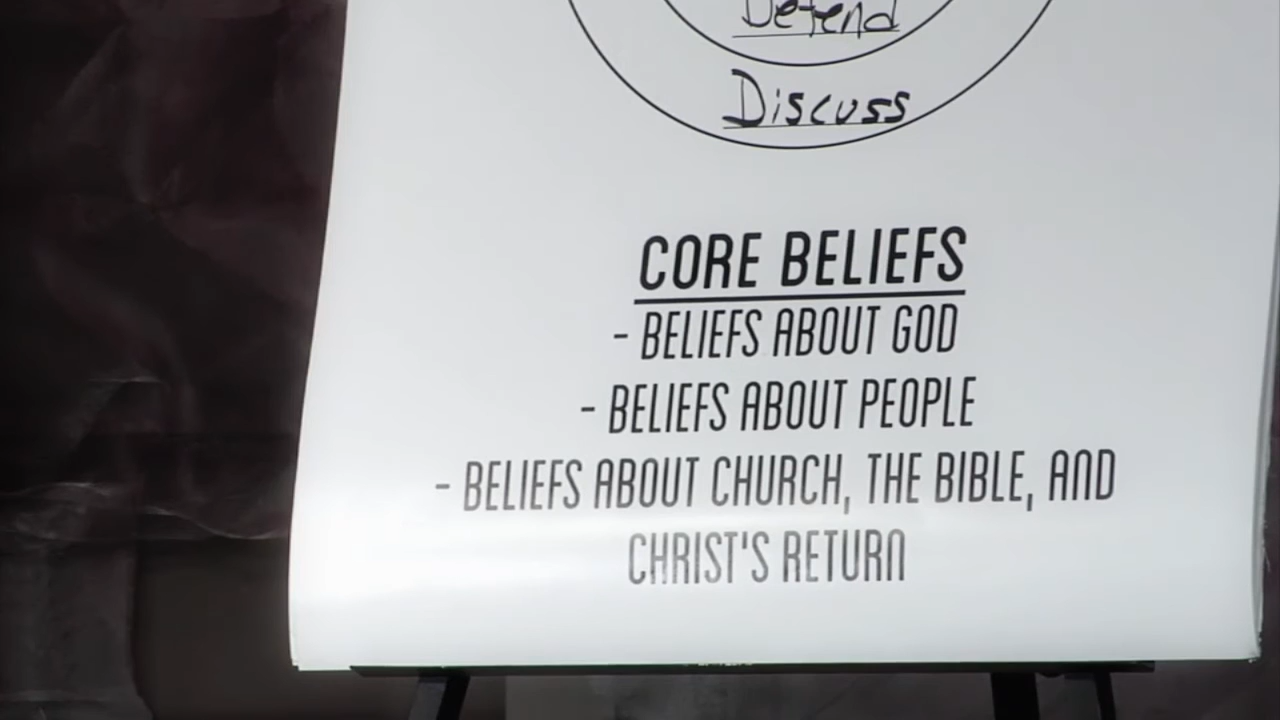 Defend
Discuss
CORE BELIEFS
- BELIEFS ABOUT GOD
- BELIEFS ABOUT PEOPLE
- BELIEFS ABOUT CHURCH, THE BIBLE, AND
CHRIST'S RETURN